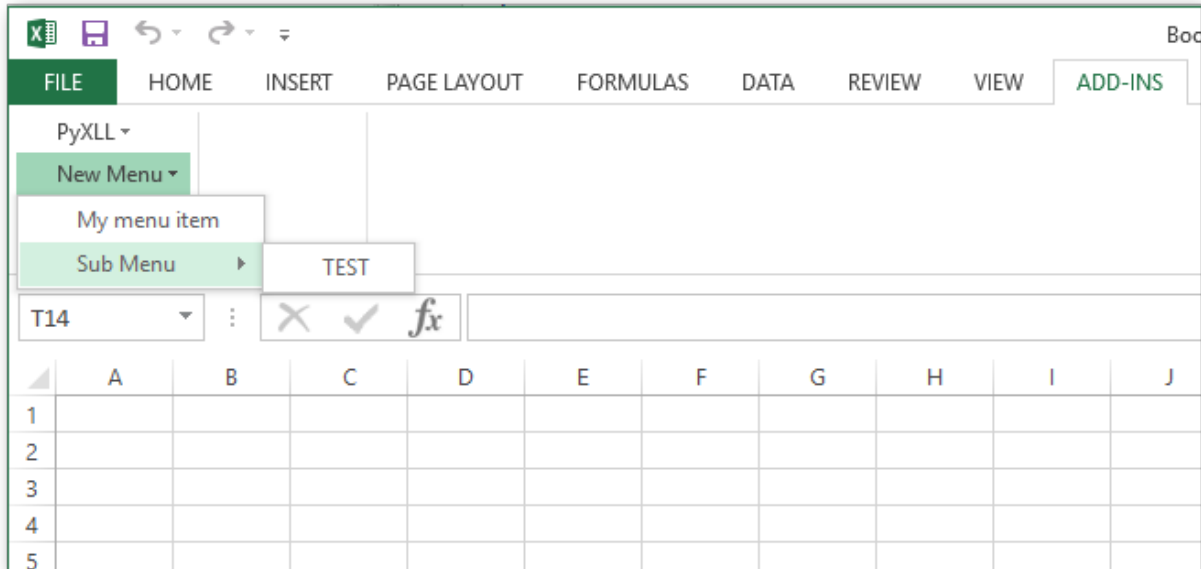 Boo
FILE HOME INSERT PAGE LAYOUT FORMULAS DATA REVIEW VIEW ADD-INS
PyXLL
New Menu
My menu item
Sub Menu TEST
T14 fx
A B C D E F G H I J
1
2
3
4
5